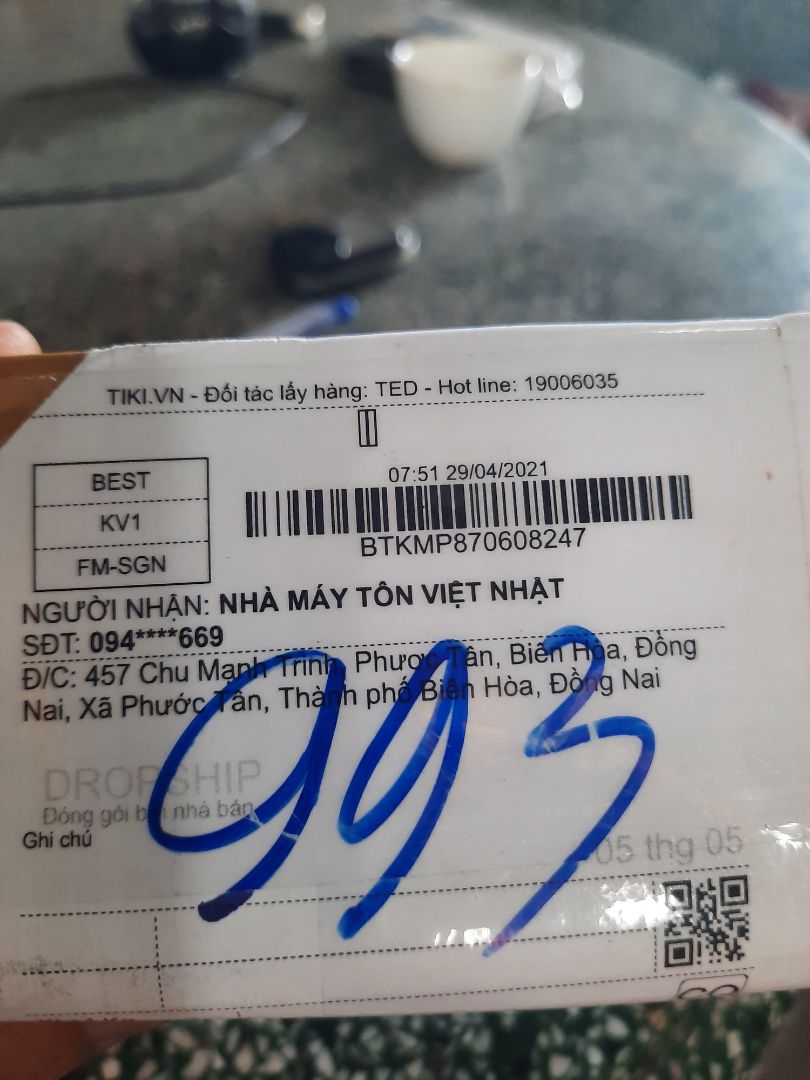 TIKI.VN - Đối tác lấy hàng: TED - Hot line: 19006035
07:51 29/04/2021
BEST
KV1
FM-SGN
BTKMP870608247
NGƯỜI NHẬN: NHÀ MÁY TÔN VIỆT NHẬT
SĐT: 094****669
Đ/C: 457 Chu Mạnh Trinh, Phước Tân, Biên Hòa, Đồng
Nai, Xã Phước Tân, Thành phố Biên Hòa, Đồng Nai
993
DROPSHIP
Đóng gói bởi nhà bán
Ghi chú
05 thg 05